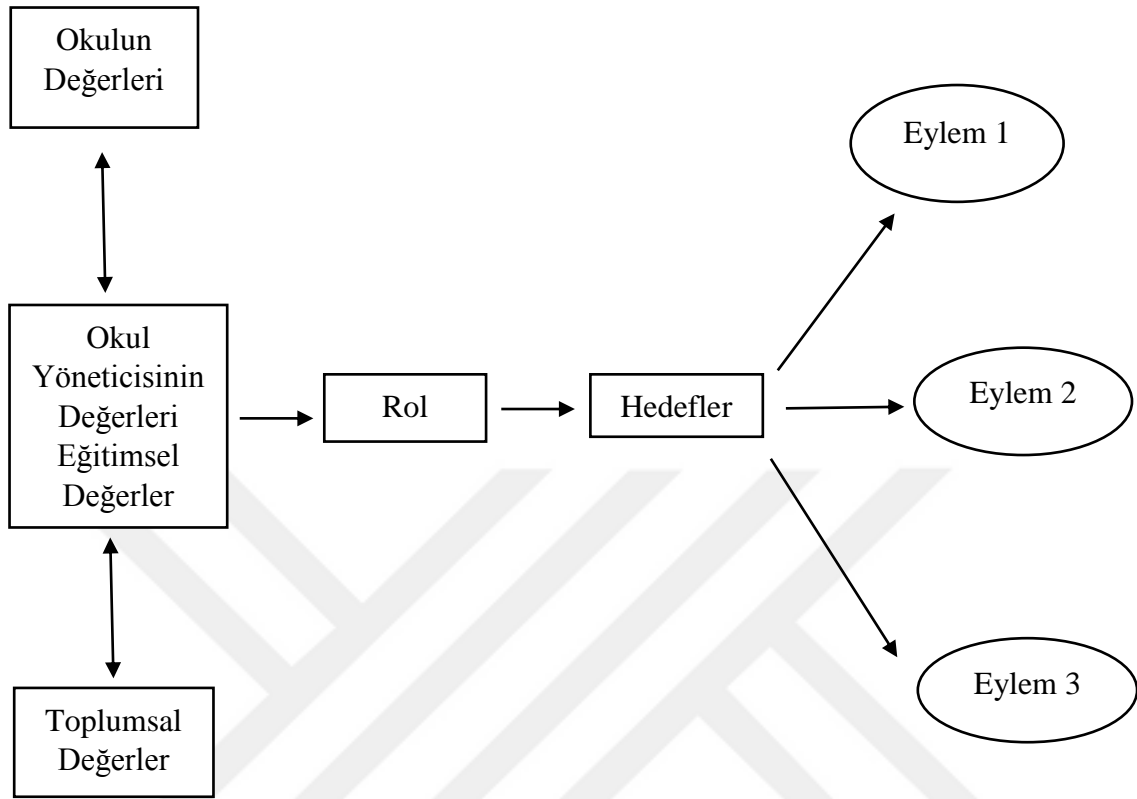 Okulun
Değerleri
Eylem 1
Okul
Yöneticisinin
Değerleri
Eğitimsel
Değerler
Rol
Hedefler
Eylem 2
Eylem 3
Toplumsal
Değerler